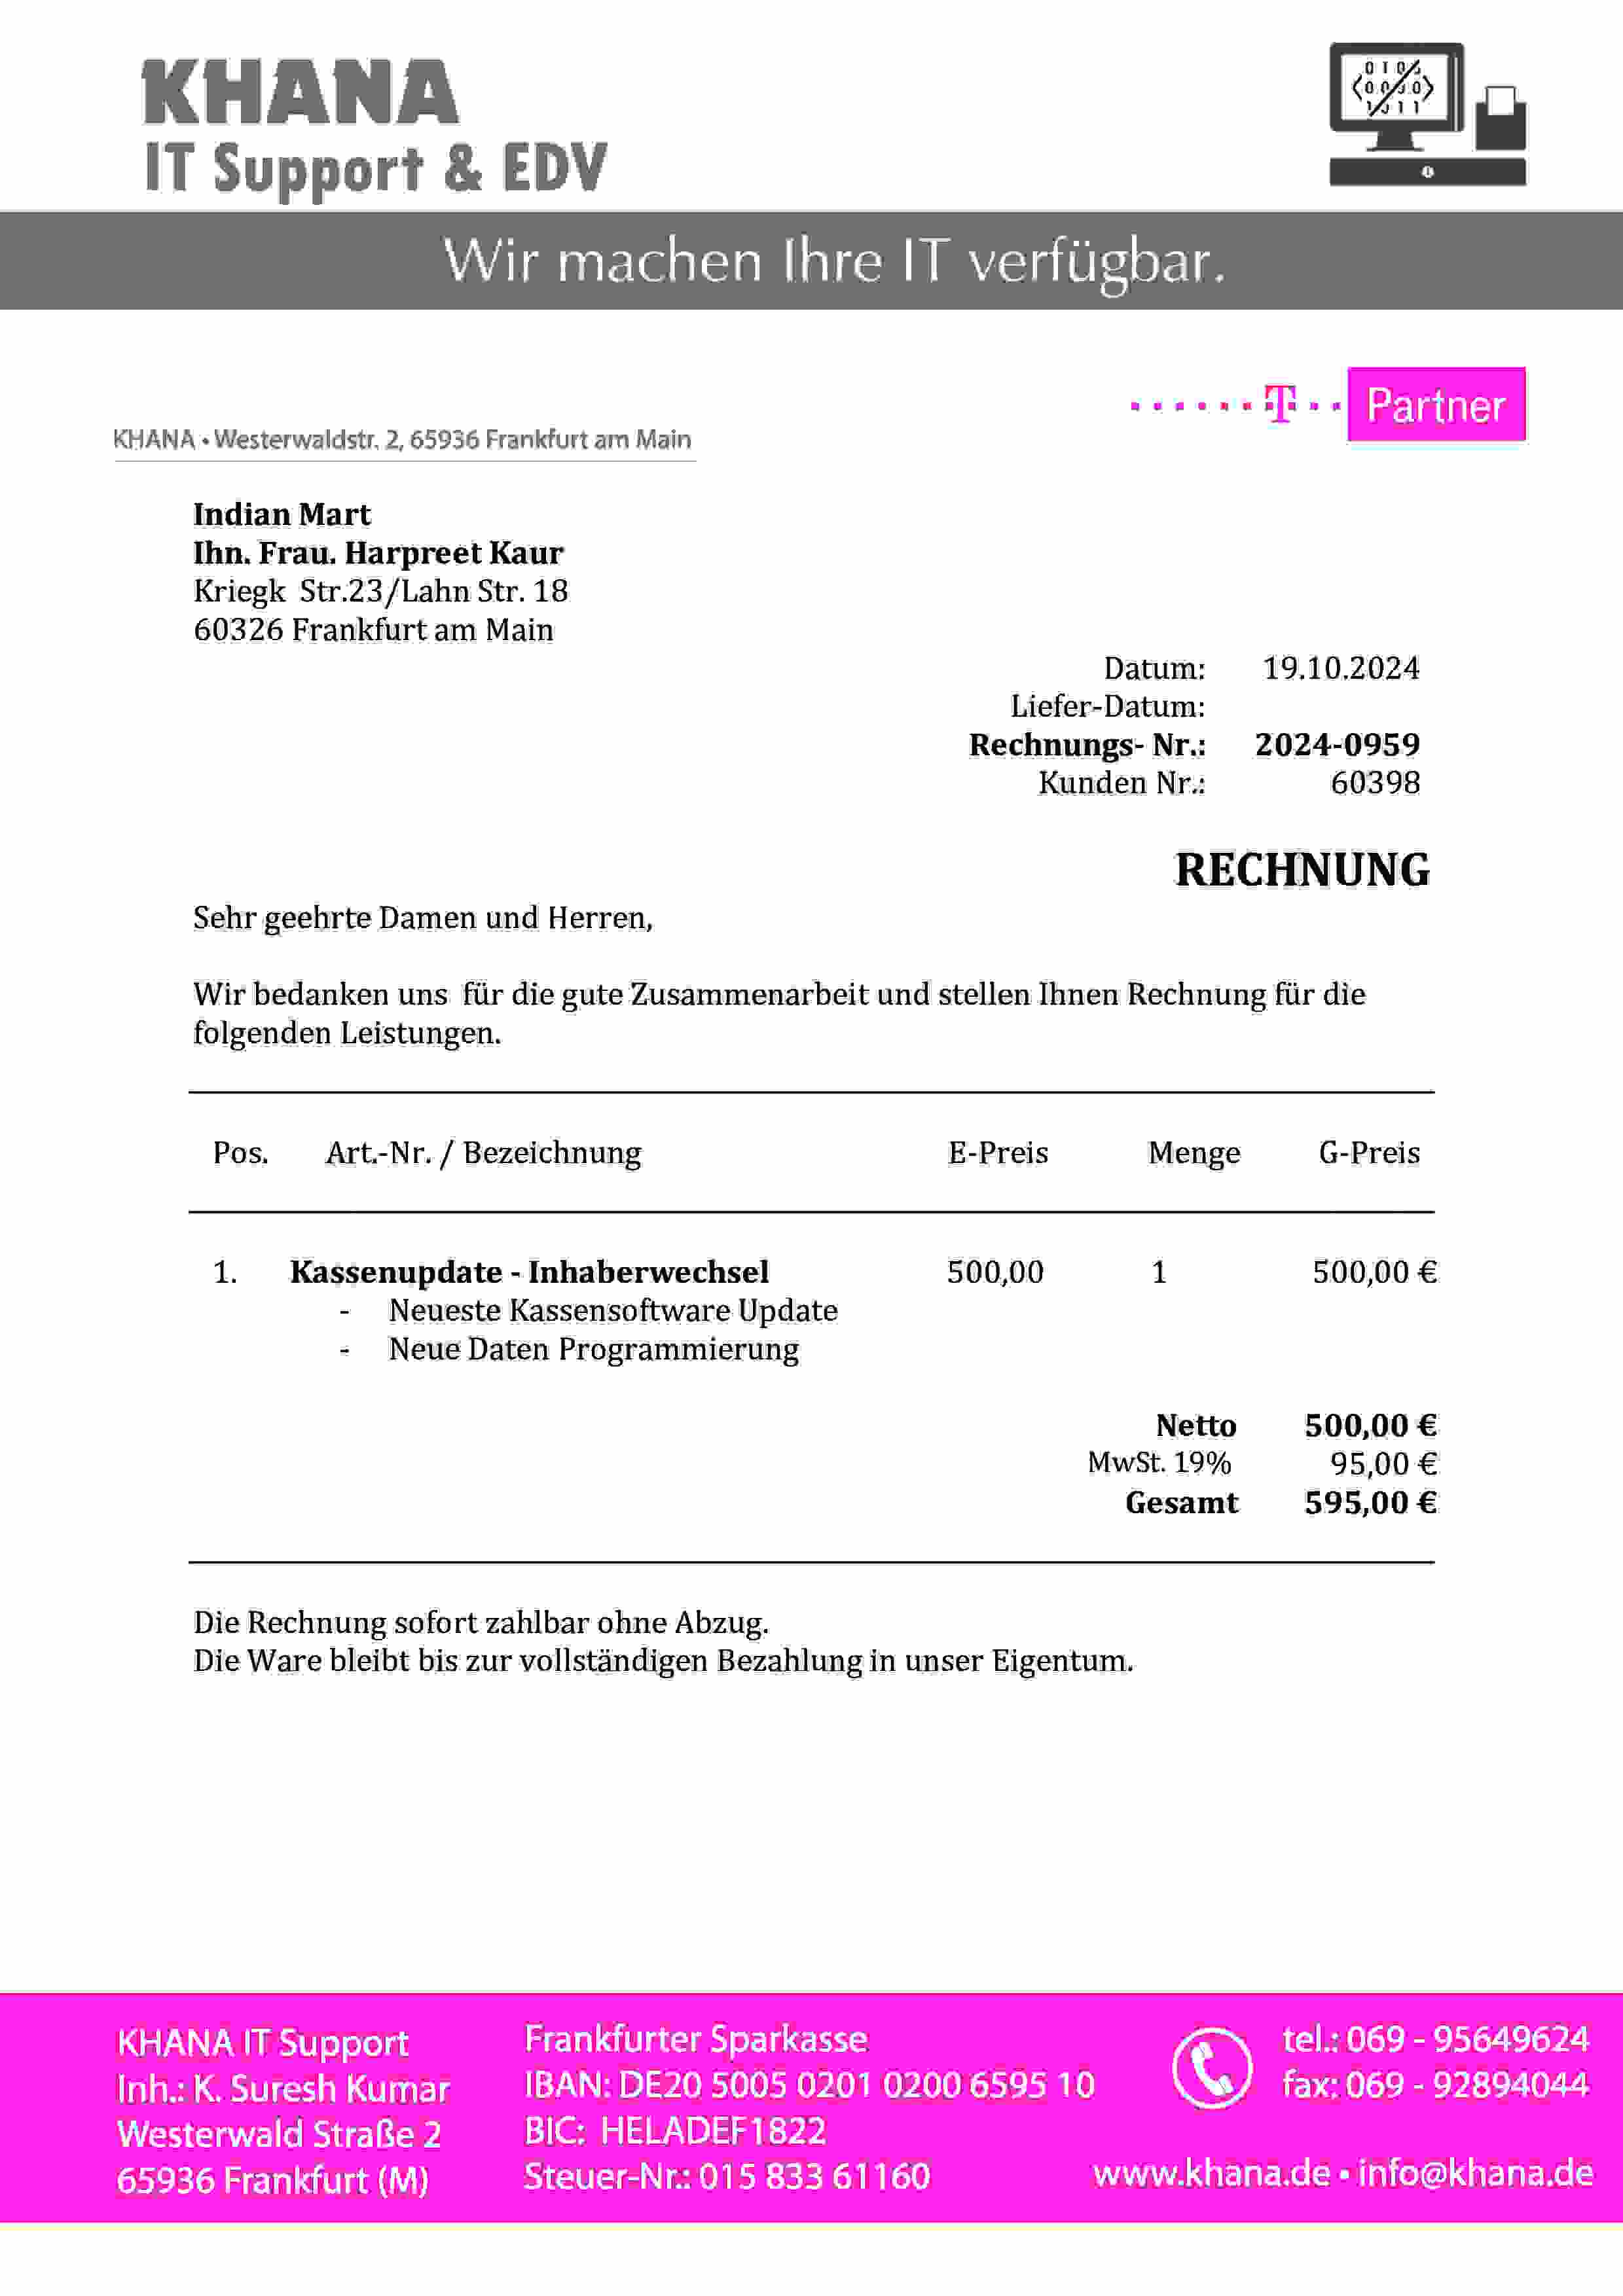 KHANA
IT Support & EDV
Wir machen Ihre IT verfügbar.
T Partner
KHANA • Westerwaldstr. 2, 65936 Frankfurt am Main
Indian Mart
Ihn. Frau. Harpreet Kaur
Kriegk Str.23/Lahn Str. 18
60326 Frankfurt am Main
Datum: 19.10.2024
Liefer-Datum:
Rechnungs- Nr.: 2024-0959
Kunden Nr.: 60398
RECHNUNG
Sehr geehrte Damen und Herren,
Wir bedanken uns für die gute Zusammenarbeit und stellen Ihnen Rechnung für die
folgenden Leistungen.
Pos. Art.-Nr. / Bezeichnung E-Preis Menge G-Preis
1. Kassenupdate - Inhaberwechsel 500,00 1 500,00 €
- Neueste Kassensoftware Update
- Neue Daten Programmierung
Netto 500,00 €
MwSt. 19% 95,00 €
Gesamt 595,00 €
Die Rechnung sofort zahlbar ohne Abzug.
Die Ware bleibt bis zur vollständigen Bezahlung in unser Eigentum.
KHANA IT Support
Inh.: K. Suresh Kumar
Westerwald Straße 2
65936 Frankfurt (M)
Frankfurter Sparkasse
IBAN: DE20 5005 0201 0200 6595 10
BIC: HELADEF1822
Steuer-Nr.: 015 833 61160
tel.: 069 - 95649624
fax: 069 - 92894044
www.khana.de • info@khana.de